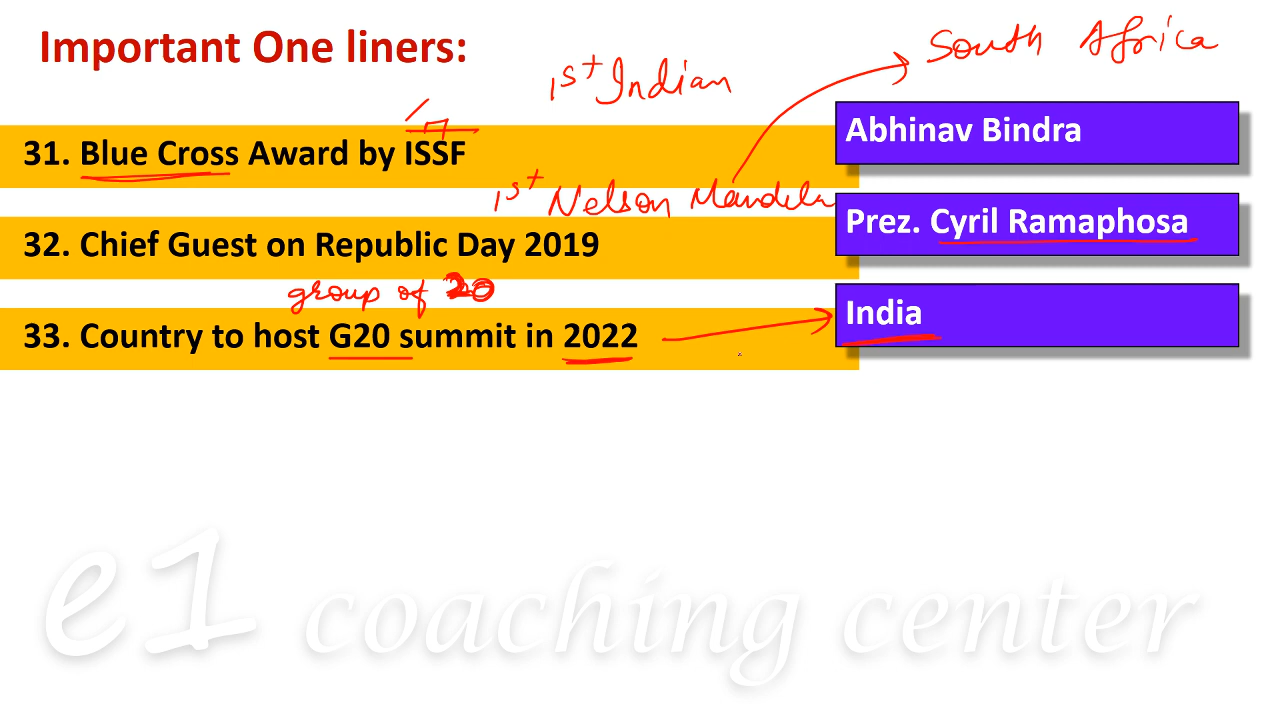 Important One liners:
South Africa
1st Indian
31. Blue Cross Award by ISSF
Abhinav Bindra
1st Nelson Mandela
32. Chief Guest on Republic Day 2019
Prez. Cyril Ramaphosa
group of 20
33. Country to host G20 summit in 2022
India
e1 coaching center